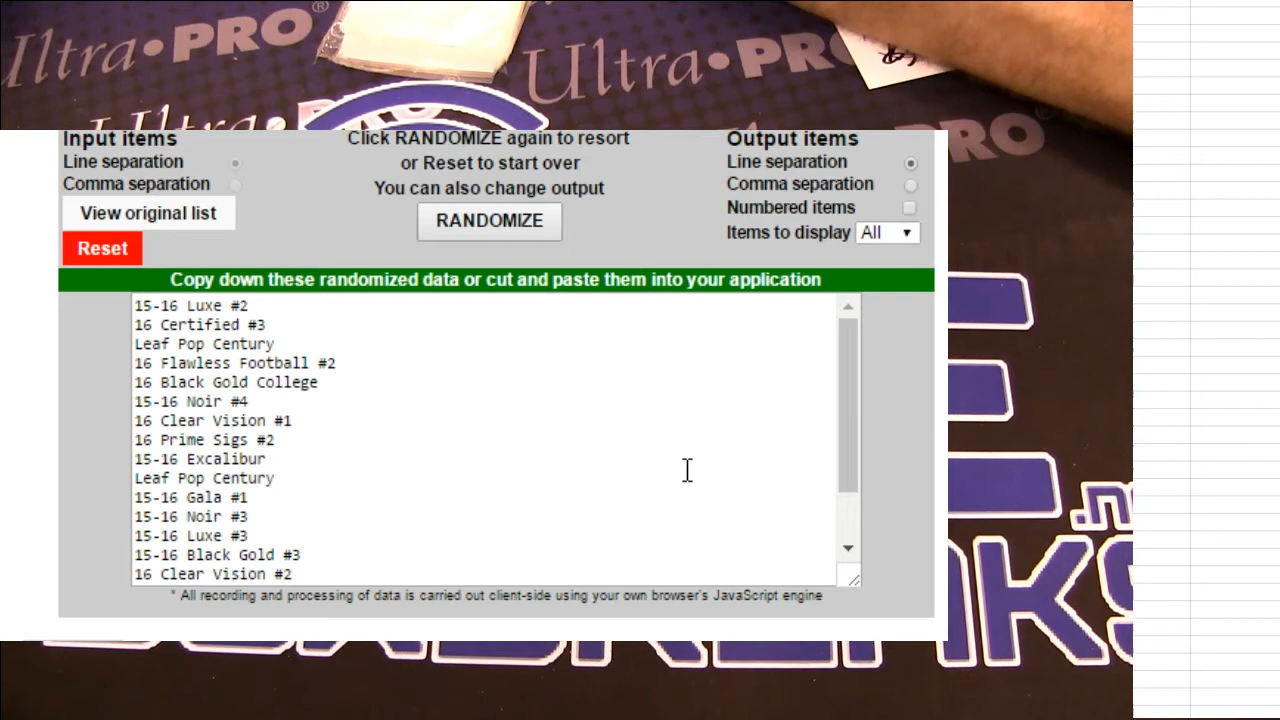 Ultra•PRO®
Ultra•PRO
Ultra•PRO
PRO®
Input items
Line separation
Comma separation
View original list
Reset
Click RANDOMIZE again to resort
or Reset to start over
You can also change output
RANDOMIZE
Output items
Line separation
Comma separation
Numbered items
Items to display All
Copy down these randomized data or cut and paste them into your application
15-16 Luxe #2
16 Certified #3
Leaf Pop Century
16 Flawless Football #2
16 Black Gold College
15-16 Noir #4
16 Clear Vision #1
16 Prime Sigs #2
15-16 Excalibur
Leaf Pop Century
15-16 Gala #1
15-16 Noir #3
15-16 Luxe #3
15-16 Black Gold #3
16 Clear Vision #2
* All recording and processing of data is carried out client-side using your own browser's JavaScript engine